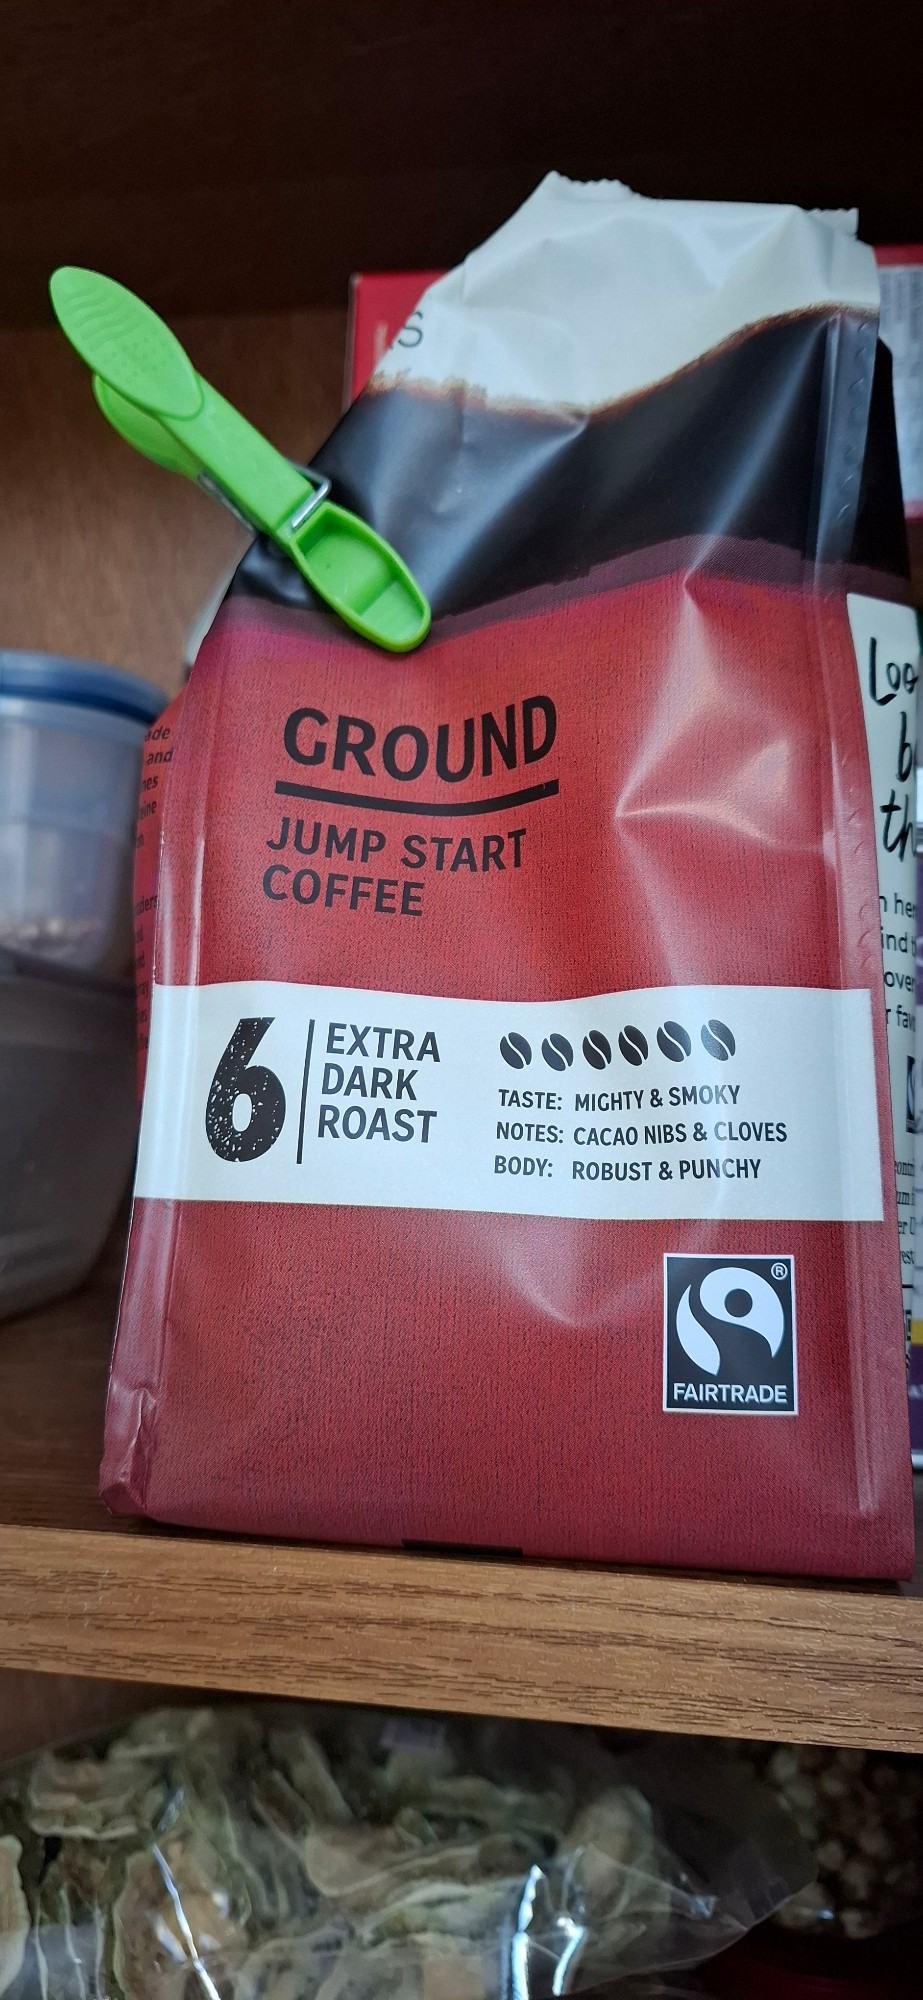 GROUND
JUMP START
COFFEE
6
EXTRA
DARK
ROAST
TASTE: MIGHTY & SMOKY
NOTES: CACAO NIBS & CLOVES
BODY: ROBUST & PUNCHY
®
FAIRTRADE